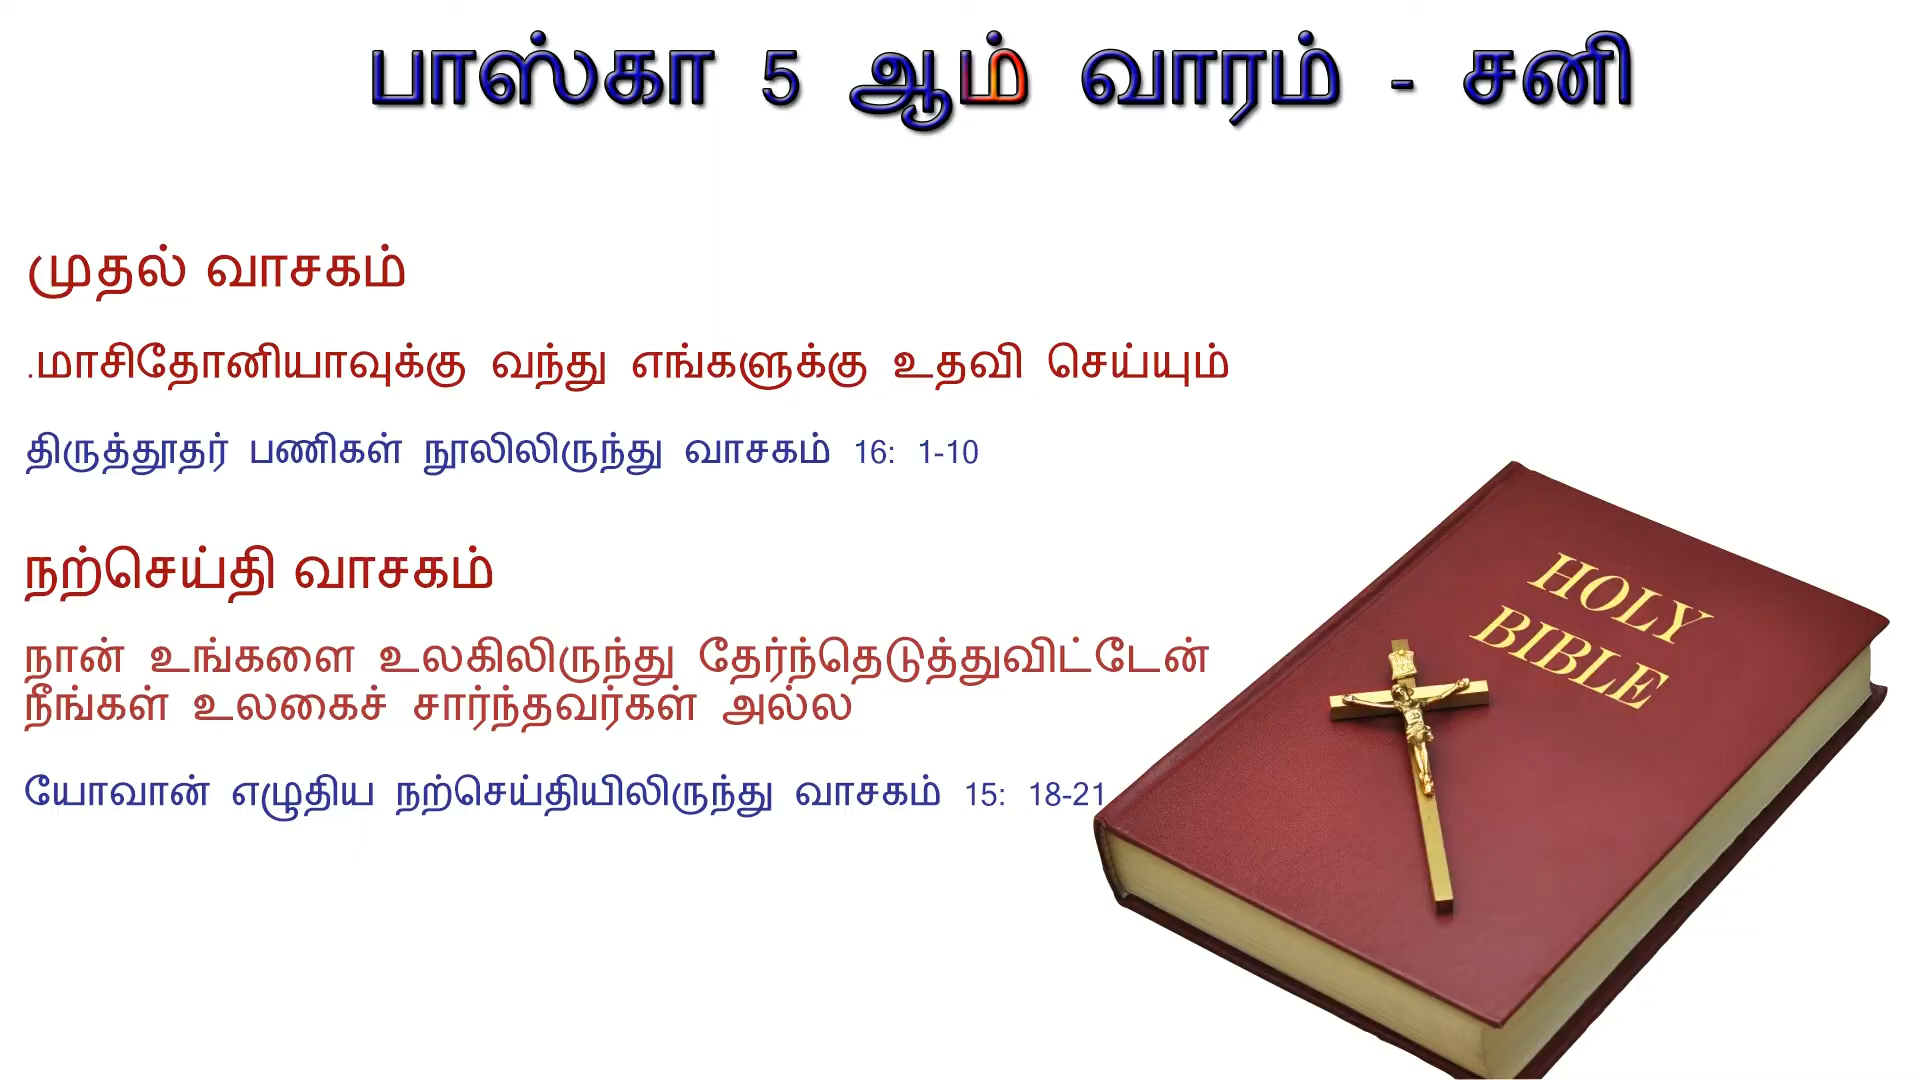 பாஸ்கா 5 ஆம் வாரம் - சனி
முதல் வாசகம்
.மாசிதோனியாவுக்கு வந்து எங்களுக்கு உதவி செய்யும்
திருத்தூதர் பணிகள் நூலிலிருந்து வாசகம் 16: 1-10
நற்செய்தி வாசகம்
நான் உங்களை உலகிலிருந்து தேர்ந்தெடுத்துவிட்டேன்
நீங்கள் உலகைச் சார்ந்தவர்கள் அல்ல
யோவான் எழுதிய நற்செய்தியிலிருந்து வாசகம் 15: 18-21
HOLY
BIBLE